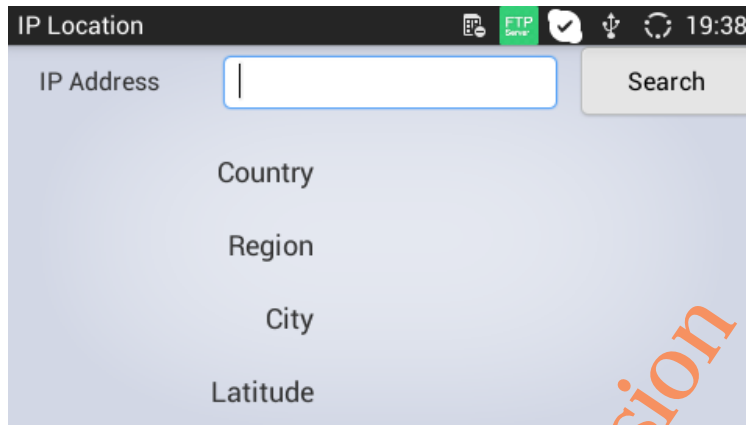 IP Location
FTP
Server
19:38
IP Address
Search
Country
Region
City
Latitude
sion